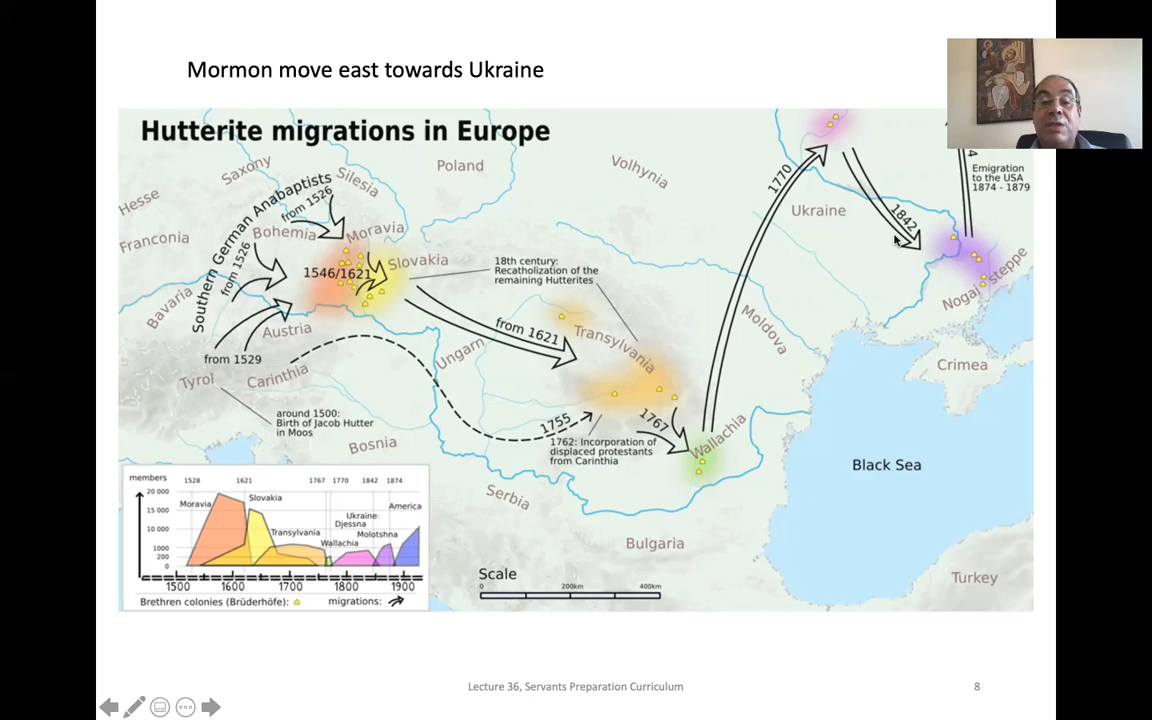 Mormon move east towards Ukraine
Hutterite migrations in Europe
Hesse
Saxony
Silesia
Poland
Volhynia
Franconia
Southern German Anabaptists
from 1526
from 1526
Bohemia
Moravia
Slovakia
1546/1621
Bavaria
Austria
from 1529
Tyrol
Carinthia
around 1500:
Birth of Jacob Hutter
in Moos
Bosnia
18th century:
Recatholization of the
remaining Hutterites
from 1621
Ungarn
Transylvania
1755
1762: Incorporation of
displaced protestants
from Carinthia
1767
Wallachia
Moldova
1770
Ukraine
1842
4
Emigration
to the USA
1874 - 1879
Nogai steppe
Crimea
Black Sea
Serbia
Bulgaria
Turkey
Scale
0 200km 400km
members 1528 1621 1767 1770 1842 1874
20 000
15 000
10 000
1000
200
0
Moravia
Slovakia
Transylvania
Wallachia
Ukraine:
Djessna
Molotshna
America
1500 1600 1700 1800 1900
Brethren colonies (Brüderhöfe): migrations:
Lecture 36, Servants Preparation Curriculum
8